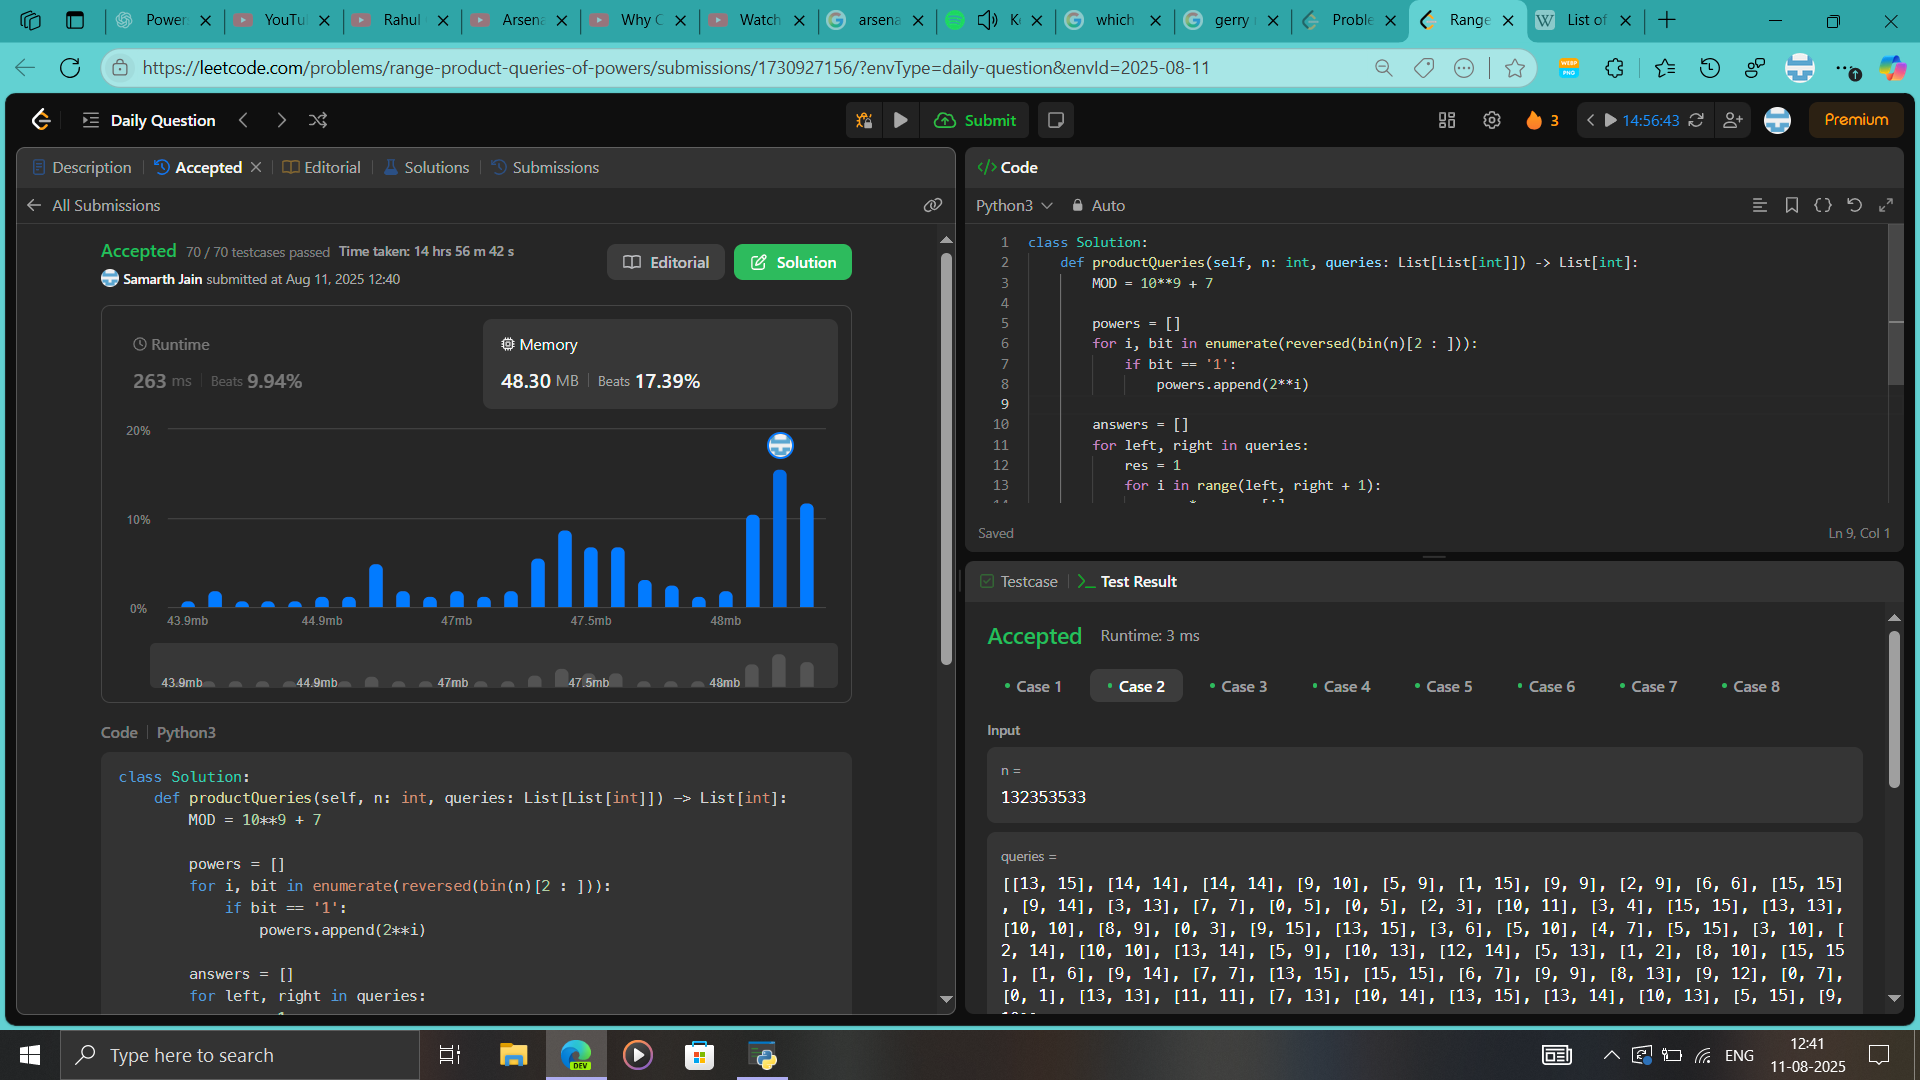 Power
YouTu
Rahul
Arsena
Why C
Watch
arsena
which
gerry
Proble
Range
List of
https://leetcode.com/problems/range-product-queries-of-powers/submissions/1730927156/?envType=daily-question&envId=2025-08-11
Daily Question
Submit
3
14:56:43
Premium
Description
Accepted
Editorial
Solutions
Submissions
All Submissions
Accepted 70 / 70 testcases passed Time taken: 14 hrs 56 m 42 s
Samarth Jain submitted at Aug 11, 2025 12:40
Editorial
Solution
Runtime
263 ms Beats 9.94%
Memory
48.30 MB Beats 17.39%
20%
10%
0%
43.9mb 44.9mb 47mb 47.5mb 48mb
43.9mb 44.9mb 47mb 47.5mb 48mb
Code Python3
class Solution:
def productQueries(self, n: int, queries: List[List[int]]) -> List[int]:
MOD = 10**9 + 7
powers = []
for i, bit in enumerate(reversed(bin(n)[2 : ])):
if bit == '1':
powers.append(2**i)
answers = []
for left, right in queries:
Code
Python3 Auto
1 class Solution:
2 def productQueries(self, n: int, queries: List[List[int]]) -> List[int]:
3 MOD = 10**9 + 7
4
5 powers = []
6 for i, bit in enumerate(reversed(bin(n)[2 : ])):
7 if bit == '1':
8 powers.append(2**i)
9
10 answers = []
11 for left, right in queries:
12 res = 1
13 for i in range(left, right + 1):
Saved
Ln 9, Col 1
Testcase
Test Result
Accepted Runtime: 3 ms
Case 1 Case 2 Case 3 Case 4 Case 5 Case 6 Case 7 Case 8
Input
n =
132353533
queries =
[[13, 15], [14, 14], [14, 14], [9, 10], [5, 9], [1, 15], [9, 9], [2, 9], [6, 6], [15, 15]
, [9, 14], [3, 13], [7, 7], [0, 5], [0, 5], [2, 3], [10, 11], [3, 4], [15, 15], [13, 13],
[10, 10], [8, 9], [0, 3], [9, 15], [13, 15], [3, 6], [5, 10], [4, 7], [5, 15], [3, 10], [
2, 14], [10, 10], [13, 14], [5, 9], [10, 13], [12, 14], [5, 13], [1, 2], [8, 10], [15, 15
], [1, 6], [9, 14], [7, 7], [13, 15], [15, 15], [6, 7], [9, 9], [8, 13], [9, 12], [0, 7],
[0, 1], [13, 13], [11, 11], [7, 13], [10, 14], [13, 15], [13, 14], [10, 13], [5, 15], [9,
Type here to search
DEV
ENG
12:41
11-08-2025